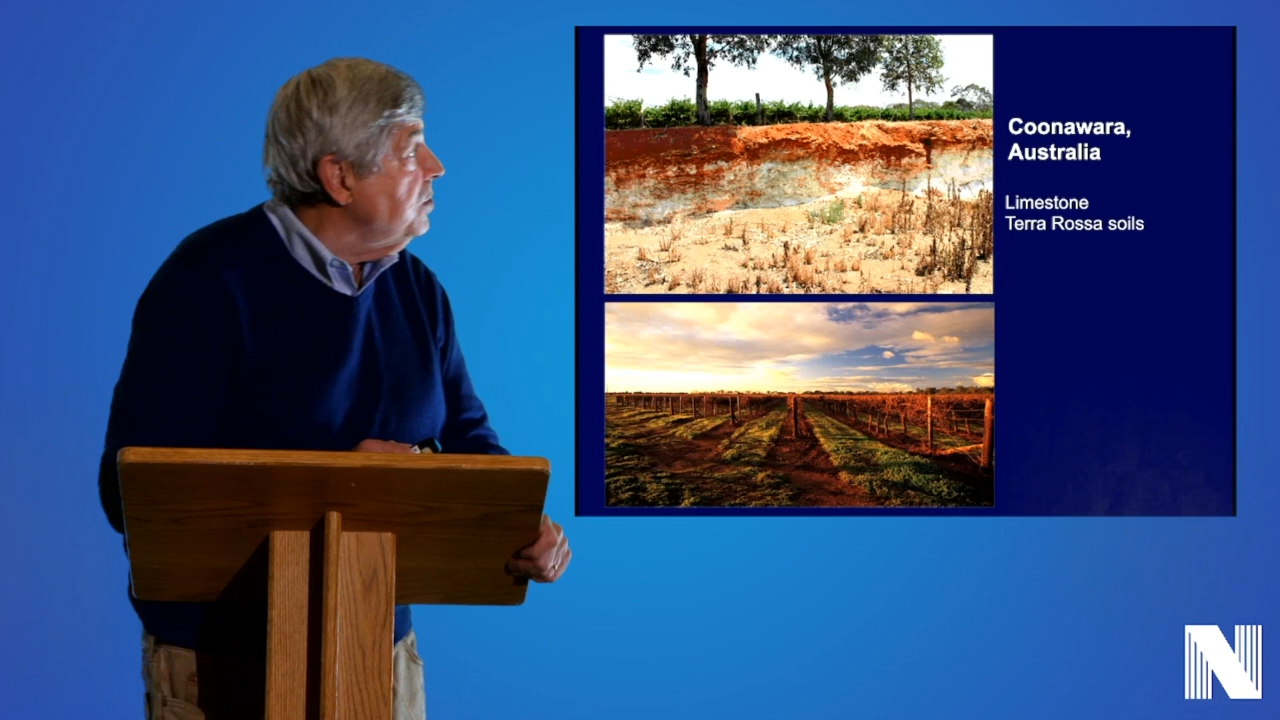 Coonawara,
Australia
Limestone
Terra Rossa soils
N